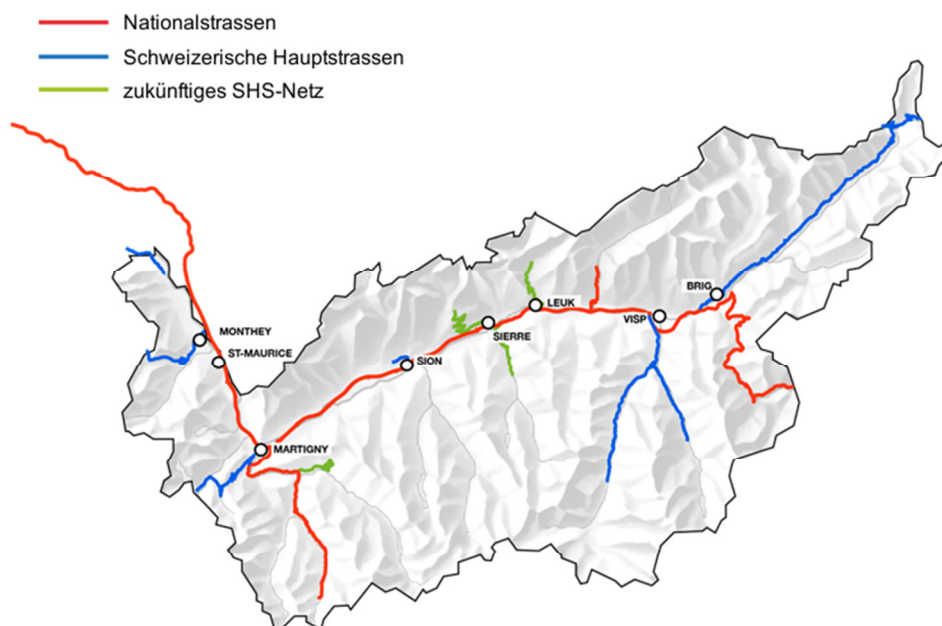 Nationalstrassen
Schweizerische Hauptstrassen
zukünftiges SHS-Netz
BRIG
LEUK
VISP
MONTHEY
SIERRE
ST-MAURICE
SION
MARTIGNY